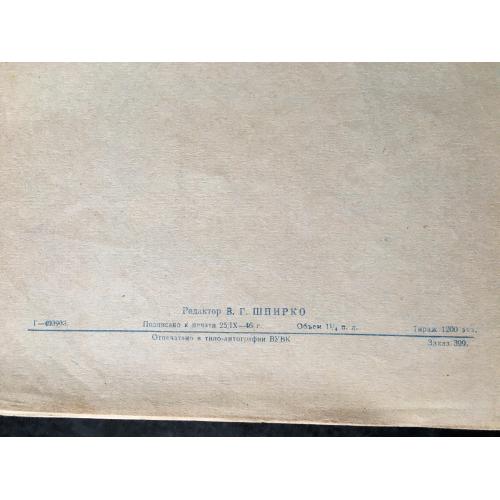 Редактор В. Г. ШПИРКО
Подписано к печати 25/IX—46 г. Объем 1¼ п. л. Тираж 1200 экз.
Отпечатано в типо-литографии ВУВК Заказ 399.